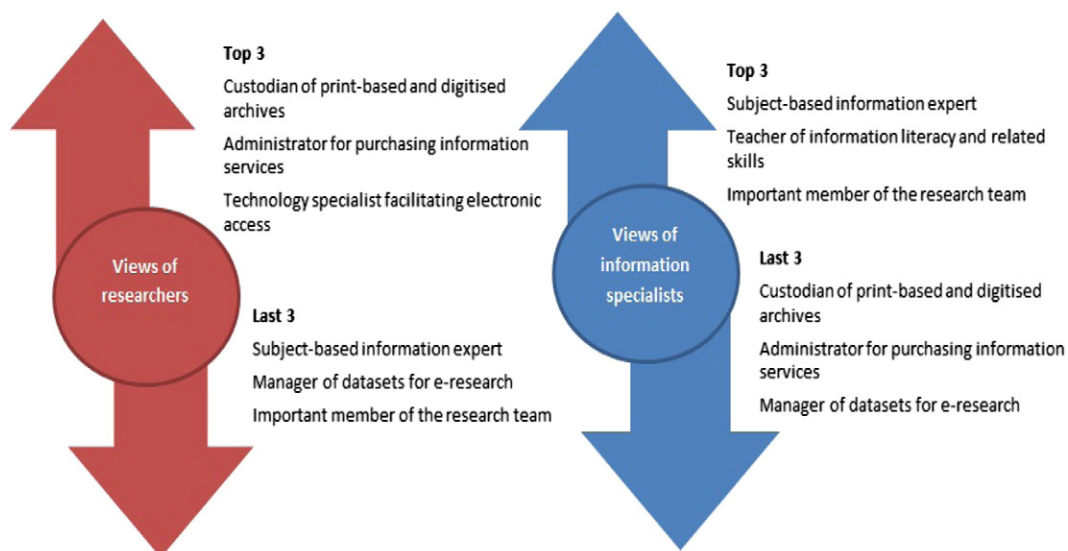 Top 3
Custodian of print-based and digitised
archives
Administrator for purchasing information
services
Technology specialist facilitating electronic
access
Views of
researchers
Last 3
Subject-based information expert
Manager of datasets for e-research
Important member of the research team
Top 3
Subject-based information expert
Teacher of information literacy and related
skills
Important member of the research team
Views of
information
specialists
Last 3
Custodian of print-based and digitised
archives
Administrator for purchasing information
services
Manager of datasets for e-research